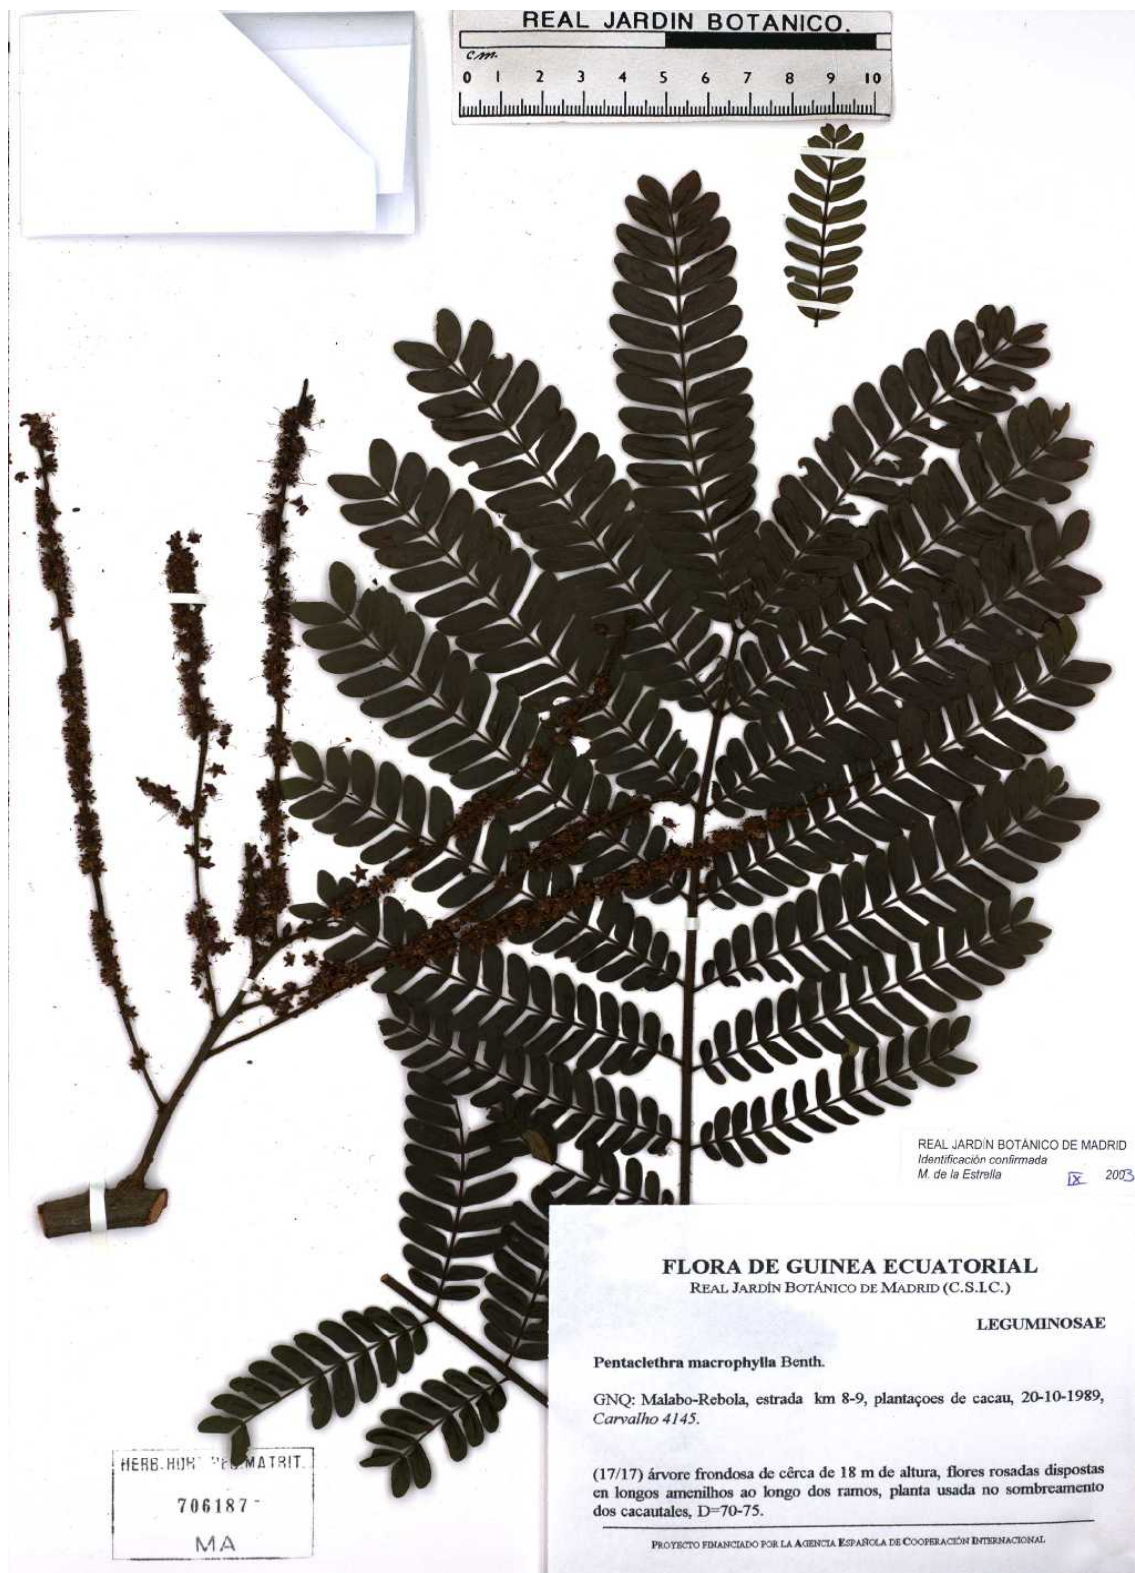 REAL JARDIN BOTANICO.
c.m.
0 1 2 3 4 5 6 7 8 9 10
REAL JARDÍN BOTÁNICO DE MADRID
Identificación confirmada
M. de la Estrella IX 2003
FLORA DE GUINEA ECUATORIAL
REAL JARDÍN BOTÁNICO DE MADRID (C.S.I.C.)
LEGUMINOSAE
Pentaclethra macrophylla Benth.
GNQ: Malabo-Rebola, estrada km 8-9, plantaçoes de cacau, 20-10-1989,
Carvalho 4145.
(17/17) árvore frondosa de cêrca de 18 m de altura, flores rosadas dispostas
en longos amenilhos ao longo dos ramos, planta usada no sombreamento
dos cacautales, D=70-75.
PROYECTO FINANCIADO POR LA AGENCIA ESPAÑOLA DE COOPERACIÓN INTERNACIONAL
HERB. MATRIT.
706187
MA